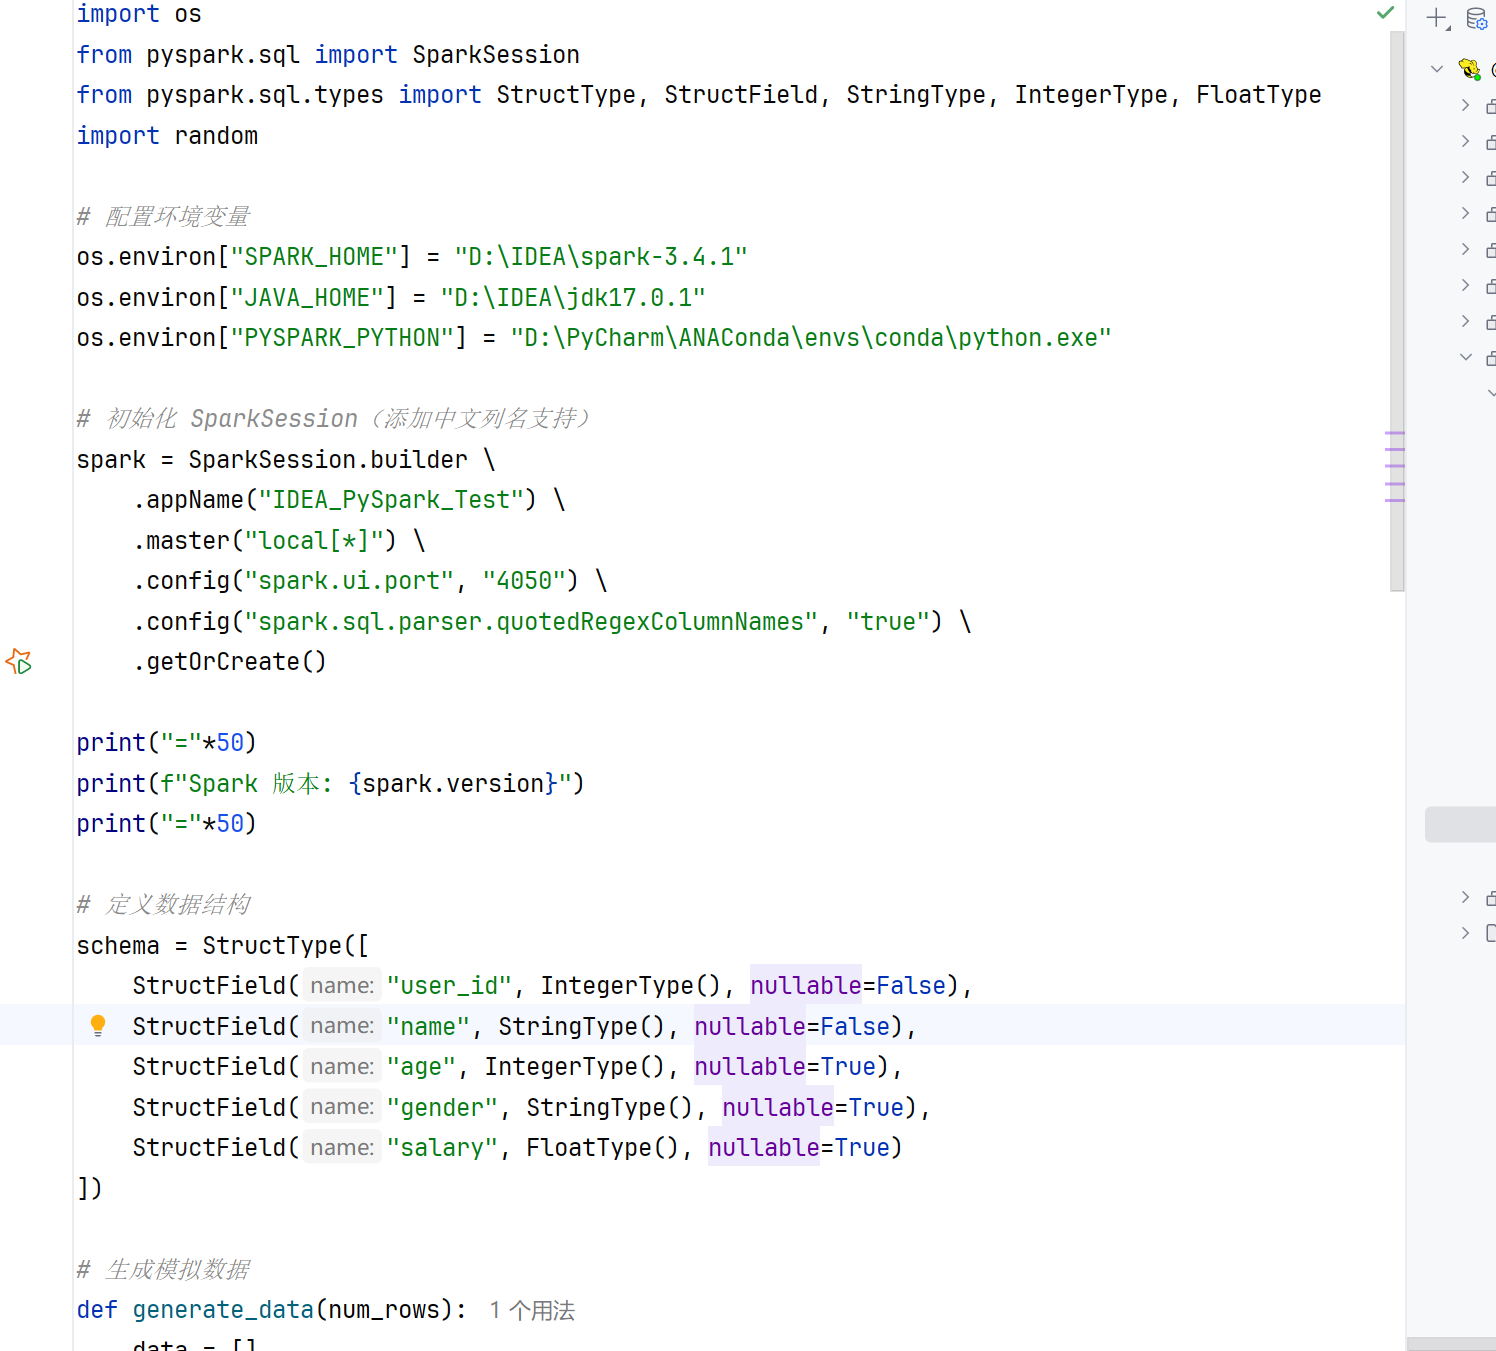 import os
from pyspark.sql import SparkSession
from pyspark.sql.types import StructType, StructField, StringType, IntegerType, FloatType
import random
# 配置环境变量
os.environ["SPARK_HOME"] = "D:\IDEA\spark-3.4.1"
os.environ["JAVA_HOME"] = "D:\IDEA\jdk17.0.1"
os.environ["PYSPARK_PYTHON"] = "D:\PyCharm\ANAConda\envs\conda\python.exe"
# 初始化 SparkSession（添加中文列名支持）
spark = SparkSession.builder \
    .appName("IDEA_PySpark_Test") \
    .master("local[*]") \
    .config("spark.ui.port", "4050") \
    .config("spark.sql.parser.quotedRegexColumnNames", "true") \
    .getOrCreate()
print("="*50)
print(f"Spark 版本: {spark.version}")
print("="*50)
# 定义数据结构
schema = StructType([
    StructField( name: "user_id", IntegerType(), nullable=False),
    StructField( name: "name", StringType(), nullable=False),
    StructField( name: "age", IntegerType(), nullable=True),
    StructField( name: "gender", StringType(), nullable=True),
    StructField( name: "salary", FloatType(), nullable=True)
])
# 生成模拟数据
def generate_data(num_rows): 1 个用法
    data = []